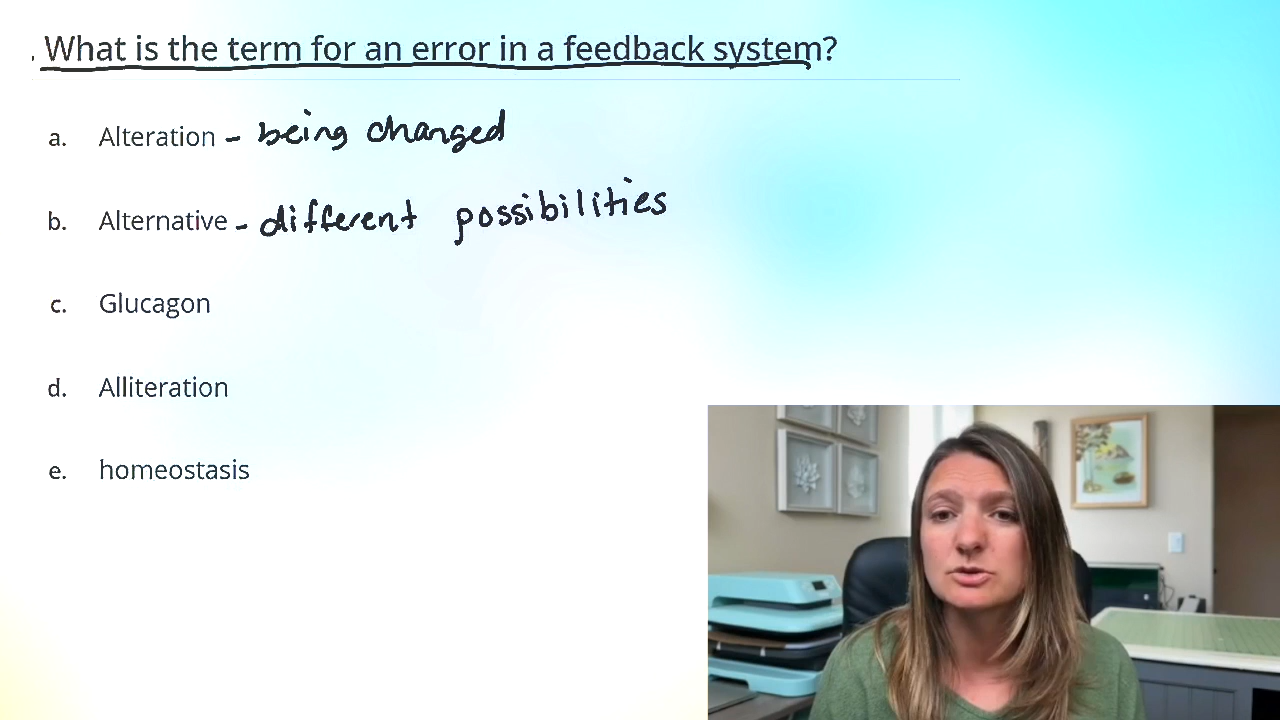 . What is the term for an error in a feedback system?
a. Alteration - being changed
b. Alternative - different possibilities
c. Glucagon
d. Alliteration
e. homeostasis